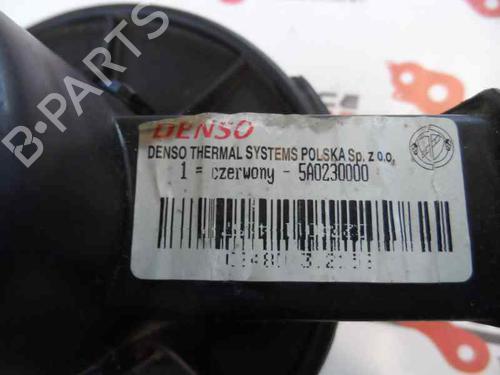 B-PARTS
DENSO
DENSO THERMAL SYSTEMS POLSKA Sp. z o.o.
1 = czerwony - 5A0230000